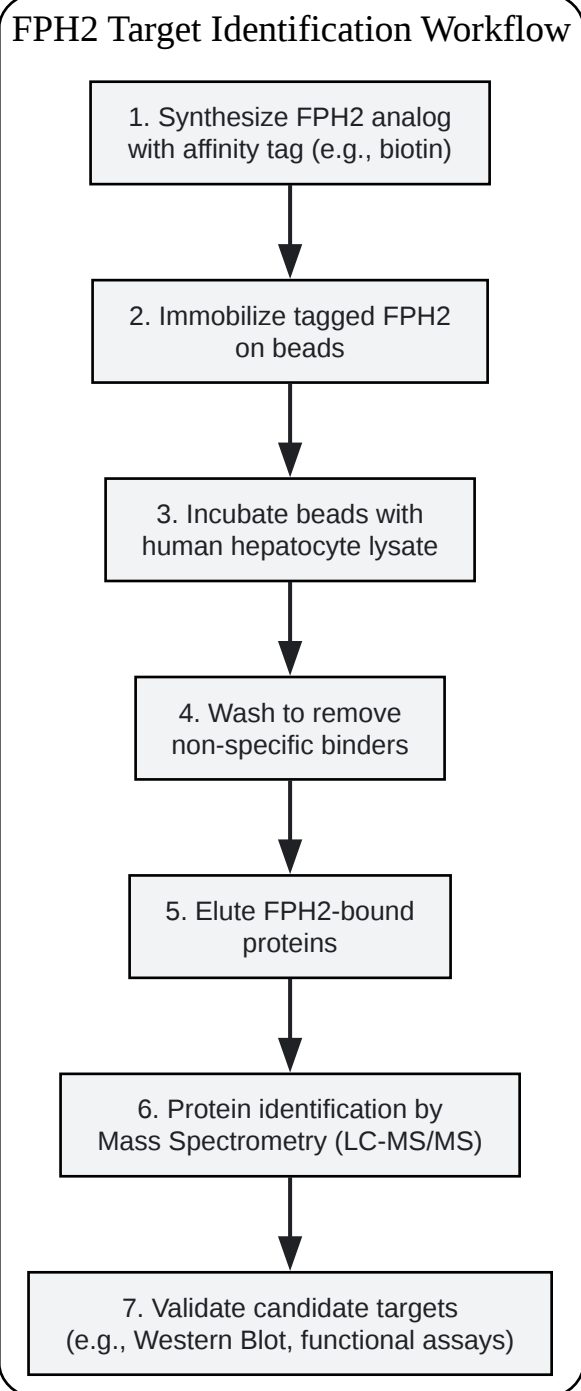 FPH2 Target Identification Workflow
1. Synthesize FPH2 analog
with affinity tag (e.g., biotin)
2. Immobilize tagged FPH2
on beads
3. Incubate beads with
human hepatocyte lysate
4. Wash to remove
non-specific binders
5. Elute FPH2-bound
proteins
6. Protein identification by
Mass Spectrometry (LC-MS/MS)
7. Validate candidate targets
(e.g., Western Blot, functional assays)